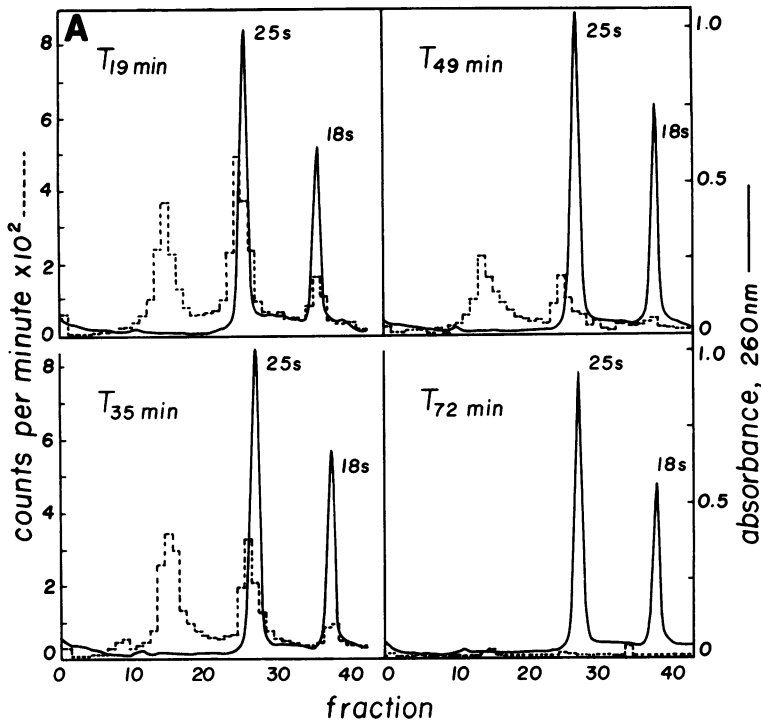 A
T19 min
25s
18s
T49 min
25s
18s
T35 min
25s
18s
T72 min
25s
18s
counts per minute x10² -----
8
6
4
2
0
8
6
4
2
0
1.0
0.5
0
1.0
0.5
0
absorbance, 260nm ——
0 10 20 30 40 0 10 20 30 40
fraction